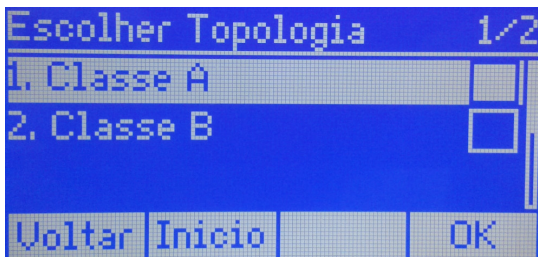 Escolher Topologia 1/2
1. Classe A
2. Classe B
Voltar Inicio OK